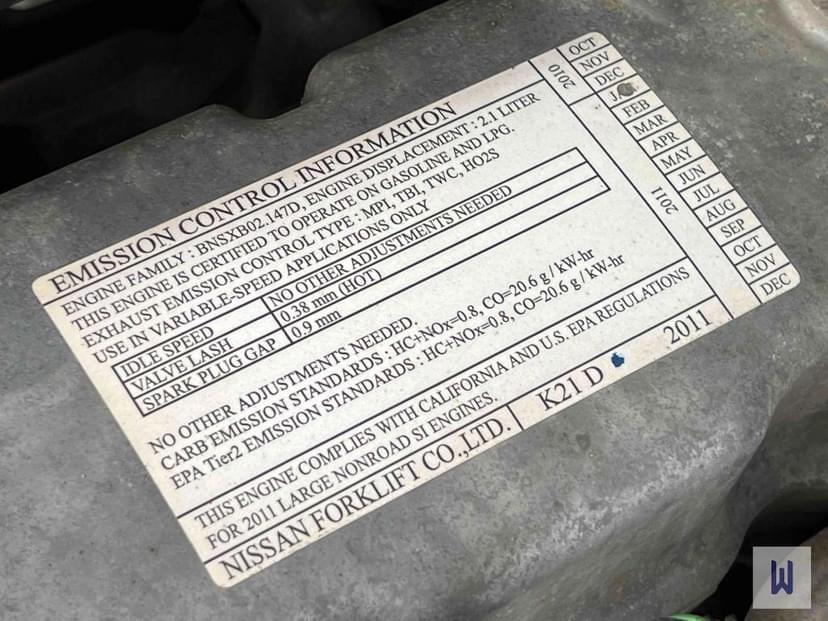 EMISSION CONTROL INFORMATION
ENGINE FAMILY : BNSXB02.147D, ENGINE DISPLACEMENT : 2.1 LITER
THIS ENGINE IS CERTIFIED TO OPERATE ON GASOLINE AND LPG.
EXHAUST EMISSION CONTROL TYPE : MPI, TBI, TWC, HO2S
USE IN VARIABLE-SPEED APPLICATIONS ONLY
IDLE SPEED NO OTHER ADJUSTMENTS NEEDED
VALVE LASH 0.38 mm (HOT)
SPARK PLUG GAP 0.9 mm
NO OTHER ADJUSTMENTS NEEDED.
CARB EMISSION STANDARDS : HC+NOx=0.8, CO=20.6 g / kW-hr
EPA Tier2 EMISSION STANDARDS : HC+NOx=0.8, CO=20.6 g / kW-hr
THIS ENGINE COMPLIES WITH CALIFORNIA AND U.S. EPA REGULATIONS
FOR 2011 LARGE NONROAD SI ENGINES.
NISSAN FORKLIFT CO.,LTD. K21 D 2011
2010
OCT
NOV
DEC
2011
JA
FEB
MAR
APR
MAY
JUN
JUL
AUG
SEP
OCT
NOV
DEC
W